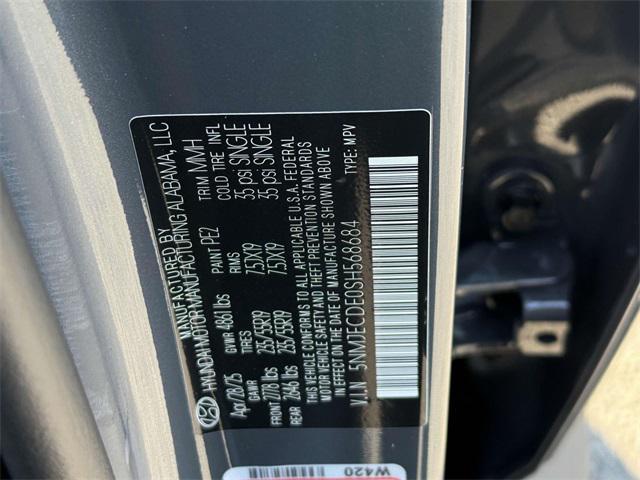 MANUFACTURED BY
HYUNDAI MOTOR MANUFACTURING ALABAMA, LLC
Apr/28/25 GVWR 4861 lbs PAINT PE2 TRIM MMH
GAWR TIRES RIMS COLD TIRE INFL
FRONT 2778 lbs 235/55R19 7.5JX19 35 psi SINGLE
REAR 2646 lbs 235/55R19 7.5JX19 35 psi SINGLE
THIS VEHICLE CONFORMS TO ALL APPLICABLE U.S.A. FEDERAL
MOTOR VEHICLE SAFETY AND THEFT PREVENTION STANDARDS
IN EFFECT ON THE DATE OF MANUFACTURE SHOWN ABOVE
V.I.N 5NMJECDE0SH568684 TYPE: MPV
W420